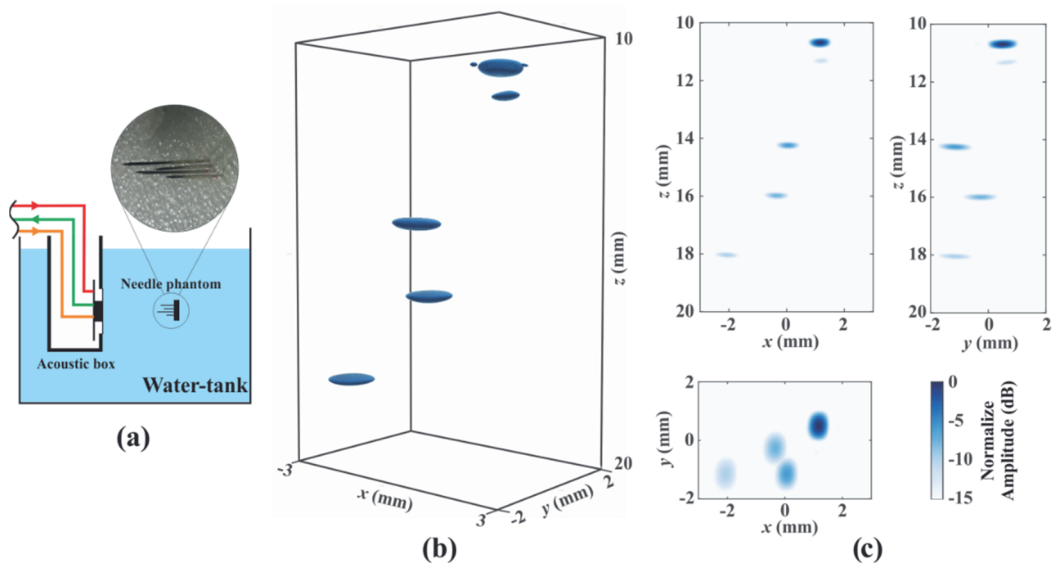 Needle phantom
Acoustic box
Water-tank
(a)
10
z (mm)
20
-3
x (mm)
3
-2
y (mm)
2
(b)
10
12
14
16
18
20
z (mm)
-2
0
2
x (mm)
10
12
14
16
18
20
z (mm)
-2
0
2
y (mm)
2
0
-2
y (mm)
-2
0
2
x (mm)
0
-5
-10
-15
Normalize
Amplitude (dB)
(c)